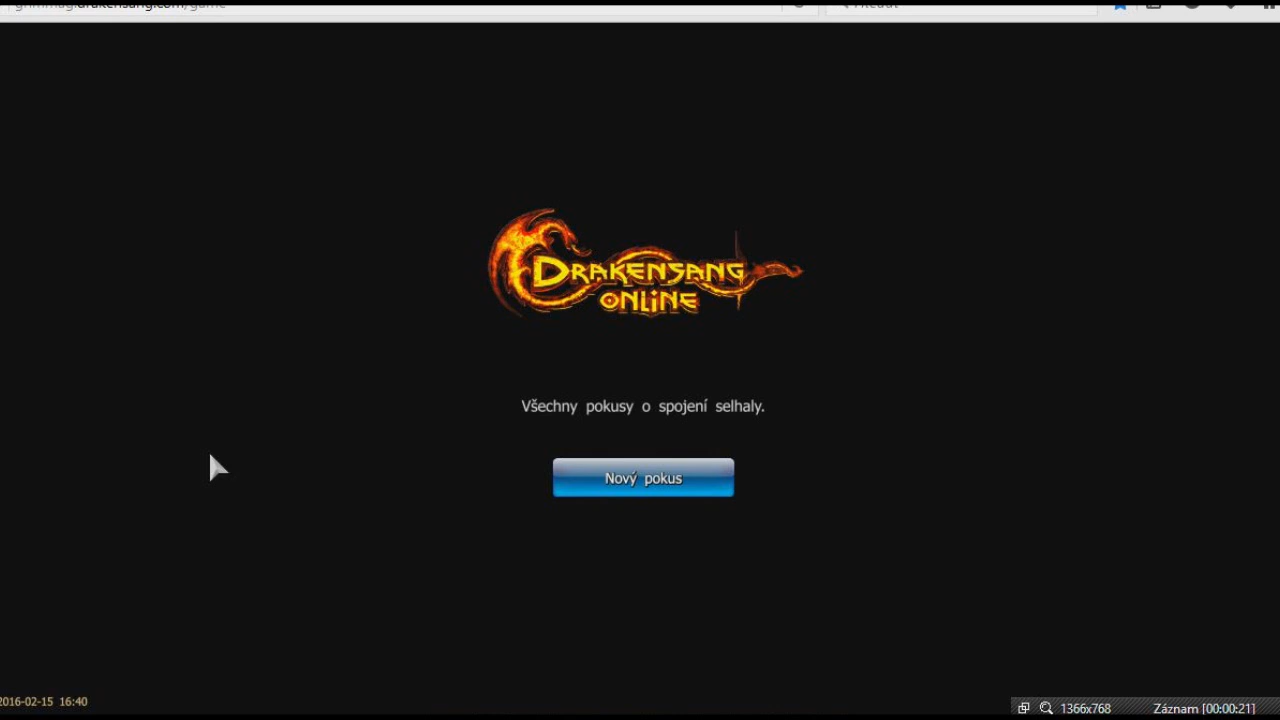 DRAKENSANG
ONLINE
Všechny pokusy o spojení selhaly.
Nový pokus
2016-02-15 16:40
1366x768 Záznam [00:00:21]